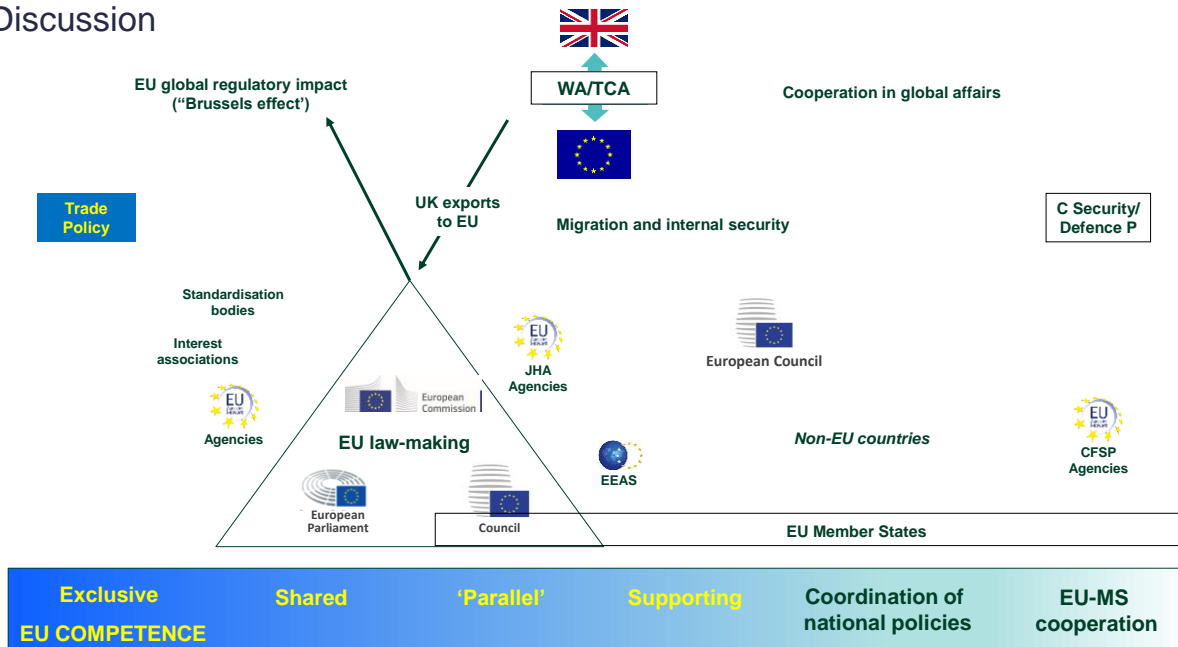 Discussion
EU global regulatory impact
(“Brussels effect’)
WA/TCA
Cooperation in global affairs
Trade
Policy
UK exports
to EU
Migration and internal security
C Security/
Defence P
Standardisation
bodies
Interest
associations
EU
Agencies
European
Commission
EU
JHA
Agencies
European Council
EU law-making
EEAS
Non-EU countries
EU
CFSP
Agencies
European
Parliament
Council
EU Member States
Exclusive
Shared
‘Parallel’
Supporting
Coordination of
national policies
EU-MS
cooperation
EU COMPETENCE